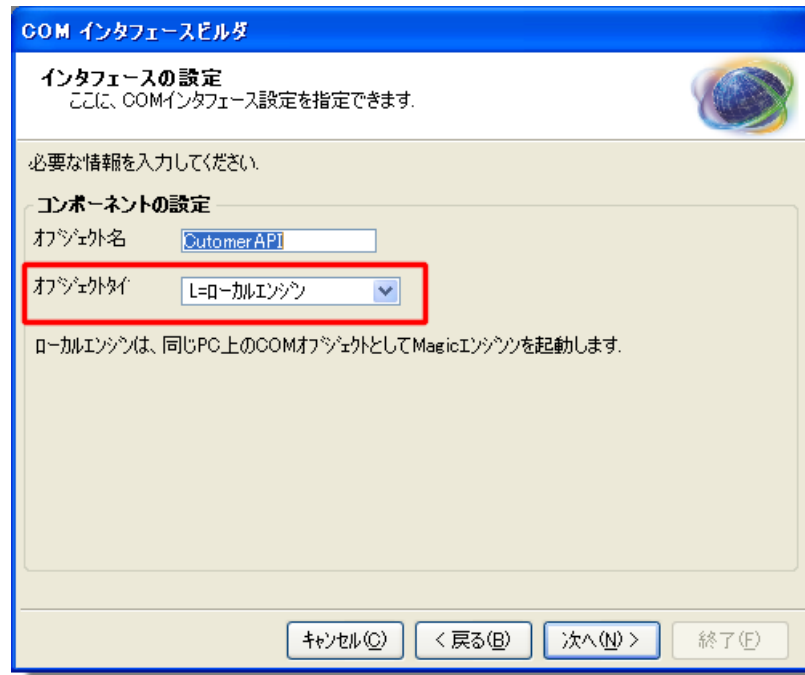 COM インタフェースビルダ
インタフェースの設定
ここに、COMインタフェース設定を指定できます.
必要な情報を入力してください.
コンポーネントの設定
オブジェクト名 CutomerAPI
オブジェクトタイ L=ローカルエンジン
ローカルエンジンは、同じPC上のCOMオブジェクトとしてMagicエンジンンを起動します.
キャンセル(C) < 戻る(B) 次へ(N) > 終了(F)